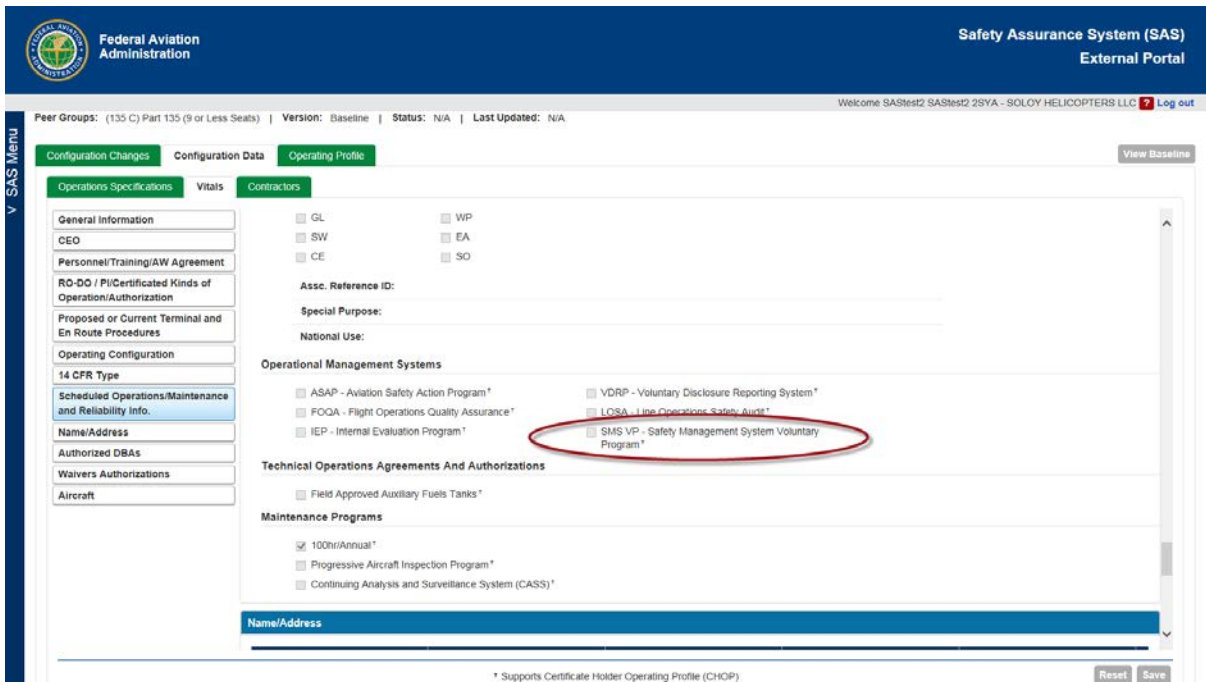 Federal Aviation
Administration
Safety Assurance System (SAS)
External Portal
Welcome SAStest2 SAStest2 2SYA - SOLOY HELICOPTERS LLC ? Log out
Peer Groups: (135 C) Part 135 (9 or Less Seats) | Version: Baseline | Status: N/A | Last Updated: N/A
> SAS Menu
Configuration Changes Configuration Data Operating Profile View Baseline
Operations Specifications Vitals Contractors
General Information
CEO
Personnel/Training/AW Agreement
RO-DO / PI/Certificated Kinds of
Operation/Authorization
Proposed or Current Terminal and
En Route Procedures
Operating Configuration
14 CFR Type
Scheduled Operations/Maintenance
and Reliability Info.
Name/Address
Authorized DBAs
Waivers Authorizations
Aircraft
GL WP
SW EA
CE SO
Assc. Reference ID:
Special Purpose:
National Use:
Operational Management Systems
ASAP - Aviation Safety Action Program† VDRP - Voluntary Disclosure Reporting System†
FOQA - Flight Operations Quality Assurance† LOSA - Line Operations Safety Audit†
IEP - Internal Evaluation Program† SMS VP - Safety Management System Voluntary
Program†
Technical Operations Agreements And Authorizations
Field Approved Auxiliary Fuels Tanks†
Maintenance Programs
100hr/Annual†
Progressive Aircraft Inspection Program†
Continuing Analysis and Surveillance System (CASS)†
Name/Address
† Supports Certificate Holder Operating Profile (CHOP)
Reset Save